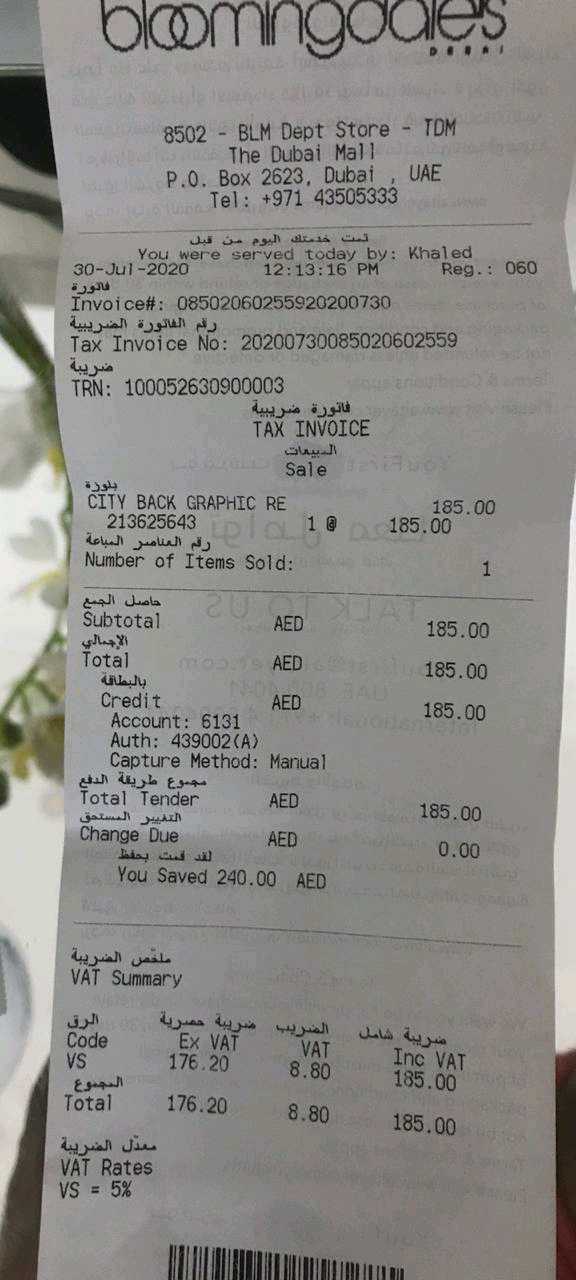 bloomingdales
DUBAI
8502 - BLM Dept Store - TDM
The Dubai Mall
P.O. Box 2623, Dubai , UAE
Tel: +971 43505333
تمت خدمتك اليوم من قبل
You were served today by: Khaled
30-Jul-2020 12:13:16 PM Reg.: 060
فاتورة
Invoice#: 08502060255920200730
رقم الفاتورة الضريبية
Tax Invoice No: 20200730085020602559
ضريبة
TRN: 100052630900003
فاتورة ضريبية
TAX INVOICE
المبيعات
Sale
بلوزة
CITY BACK GRAPHIC RE 185.00
213625643 1 @ 185.00
رقم العناصر المباعة
Number of Items Sold: 1
حاصل الجمع
Subtotal AED 185.00
الإجمالي
Total AED 185.00
بالبطاقة
Credit AED 185.00
Account: 6131
Auth: 439002(A)
Capture Method: Manual
مجموع طريقة الدفع
Total Tender AED 185.00
التغيير المستحق
Change Due AED 0.00
لقد قمت بحفظ
You Saved 240.00 AED
ملخّص الضريبة
VAT Summary
الرق ضريبة حصرية الضريب ضريبة شامل
Code Ex VAT VAT Inc VAT
VS 176.20 8.80 185.00
المجموع
Total 176.20 8.80 185.00
معدّل الضريبة
VAT Rates
VS = 5%